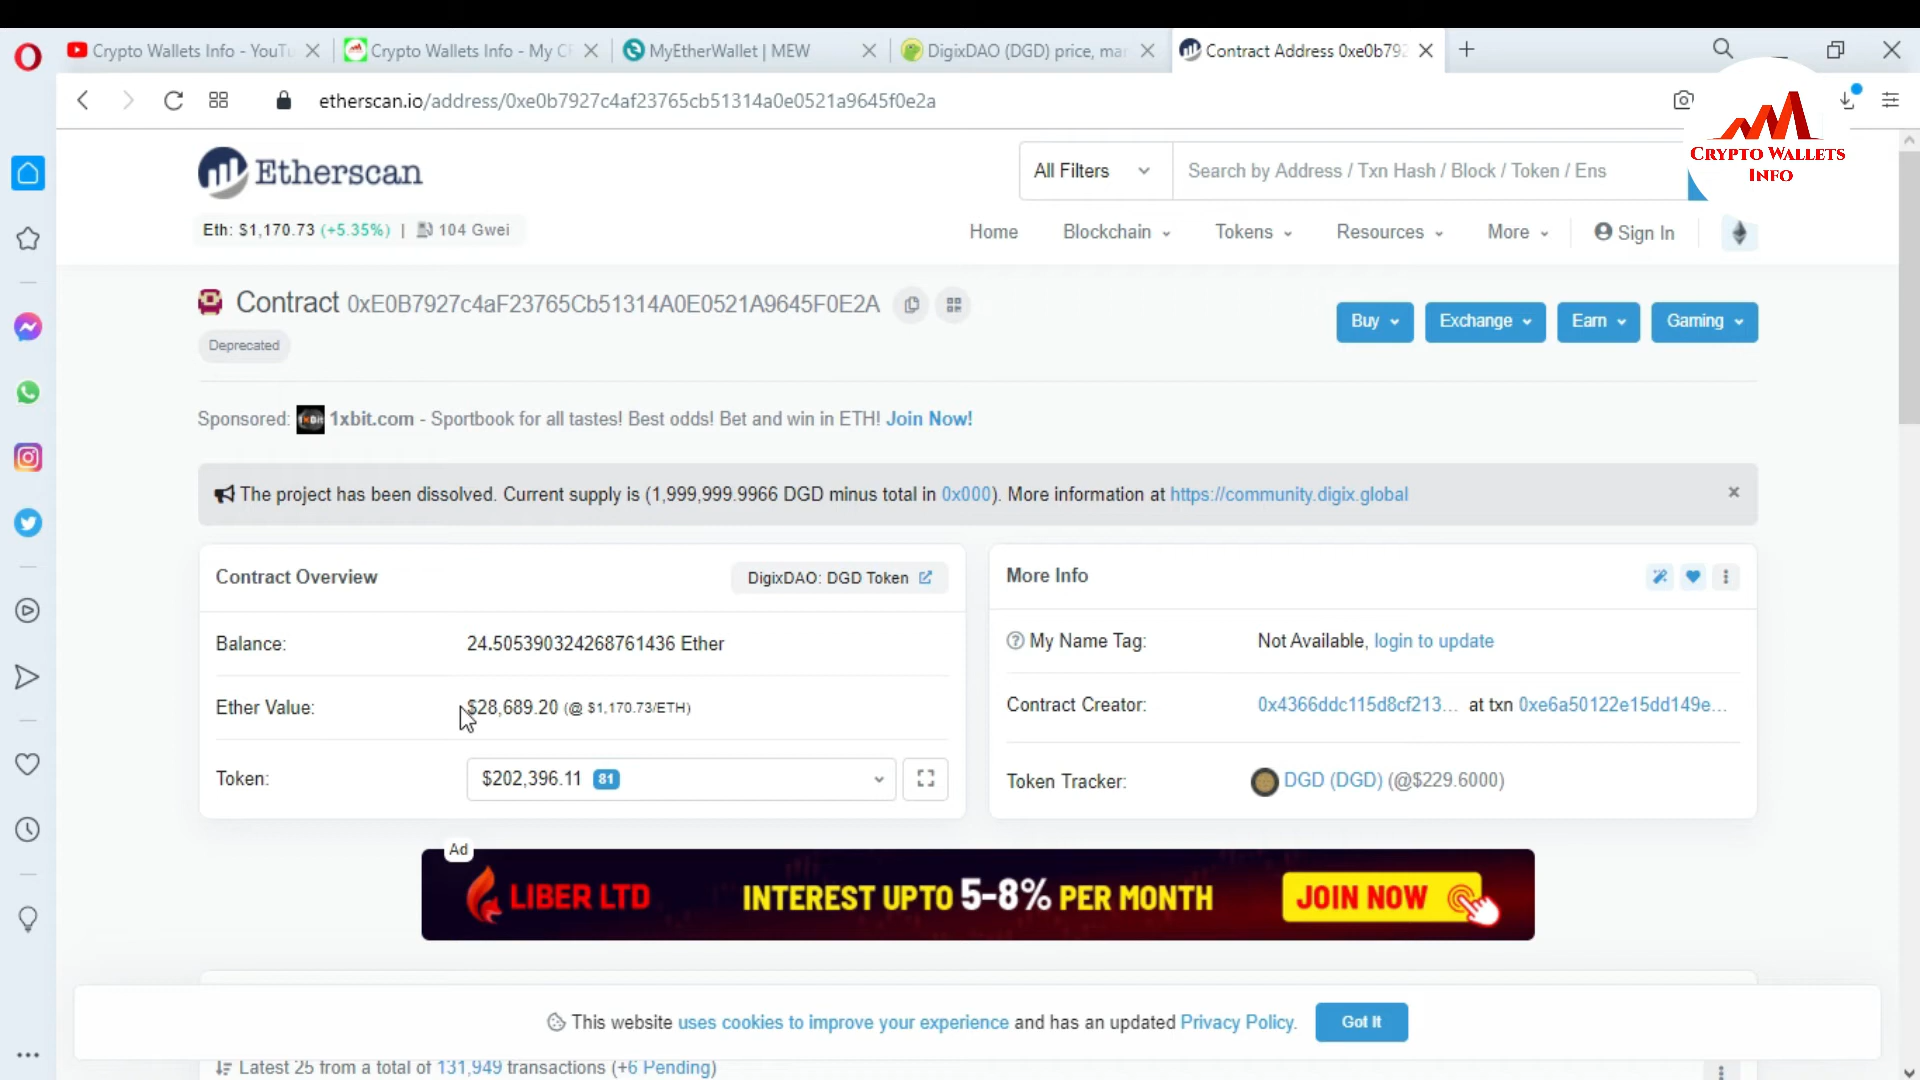 Crypto Wallets Info - YouTu
Crypto Wallets Info - My CR
MyEtherWallet | MEW
DigixDAO (DGD) price, mar
Contract Address 0xe0b792
etherscan.io/address/0xe0b7927c4af23765cb51314a0e0521a9645f0e2a
Crypto Wallets
Info
Etherscan
All Filters
Search by Address / Txn Hash / Block / Token / Ens
Eth: $1,170.73 (+5.35%) | 104 Gwei
Home Blockchain Tokens Resources More Sign In
Contract 0xE0B7927c4aF23765Cb51314A0E0521A9645F0E2A
Buy Exchange Earn Gaming
Deprecated
Sponsored: 1xBit 1xbit.com - Sportbook for all tastes! Best odds! Bet and win in ETH! Join Now!
The project has been dissolved. Current supply is (1,999,999.9966 DGD minus total in 0x000). More information at https://community.digix.global
Contract Overview
DigixDAO: DGD Token
Balance: 24.505390324268761436 Ether
Ether Value: $28,689.20 (@ $1,170.73/ETH)
Token: $202,396.11 81
More Info
My Name Tag: Not Available, login to update
Contract Creator: 0x4366ddc115d8cf213... at txn 0xe6a50122e15dd149e...
Token Tracker: DGD (DGD) (@$229.6000)
Ad
LIBER LTD INTEREST UPTO 5-8% PER MONTH JOIN NOW
This website uses cookies to improve your experience and has an updated Privacy Policy. Got It
Latest 25 from a total of 131,949 transactions (+6 Pending)